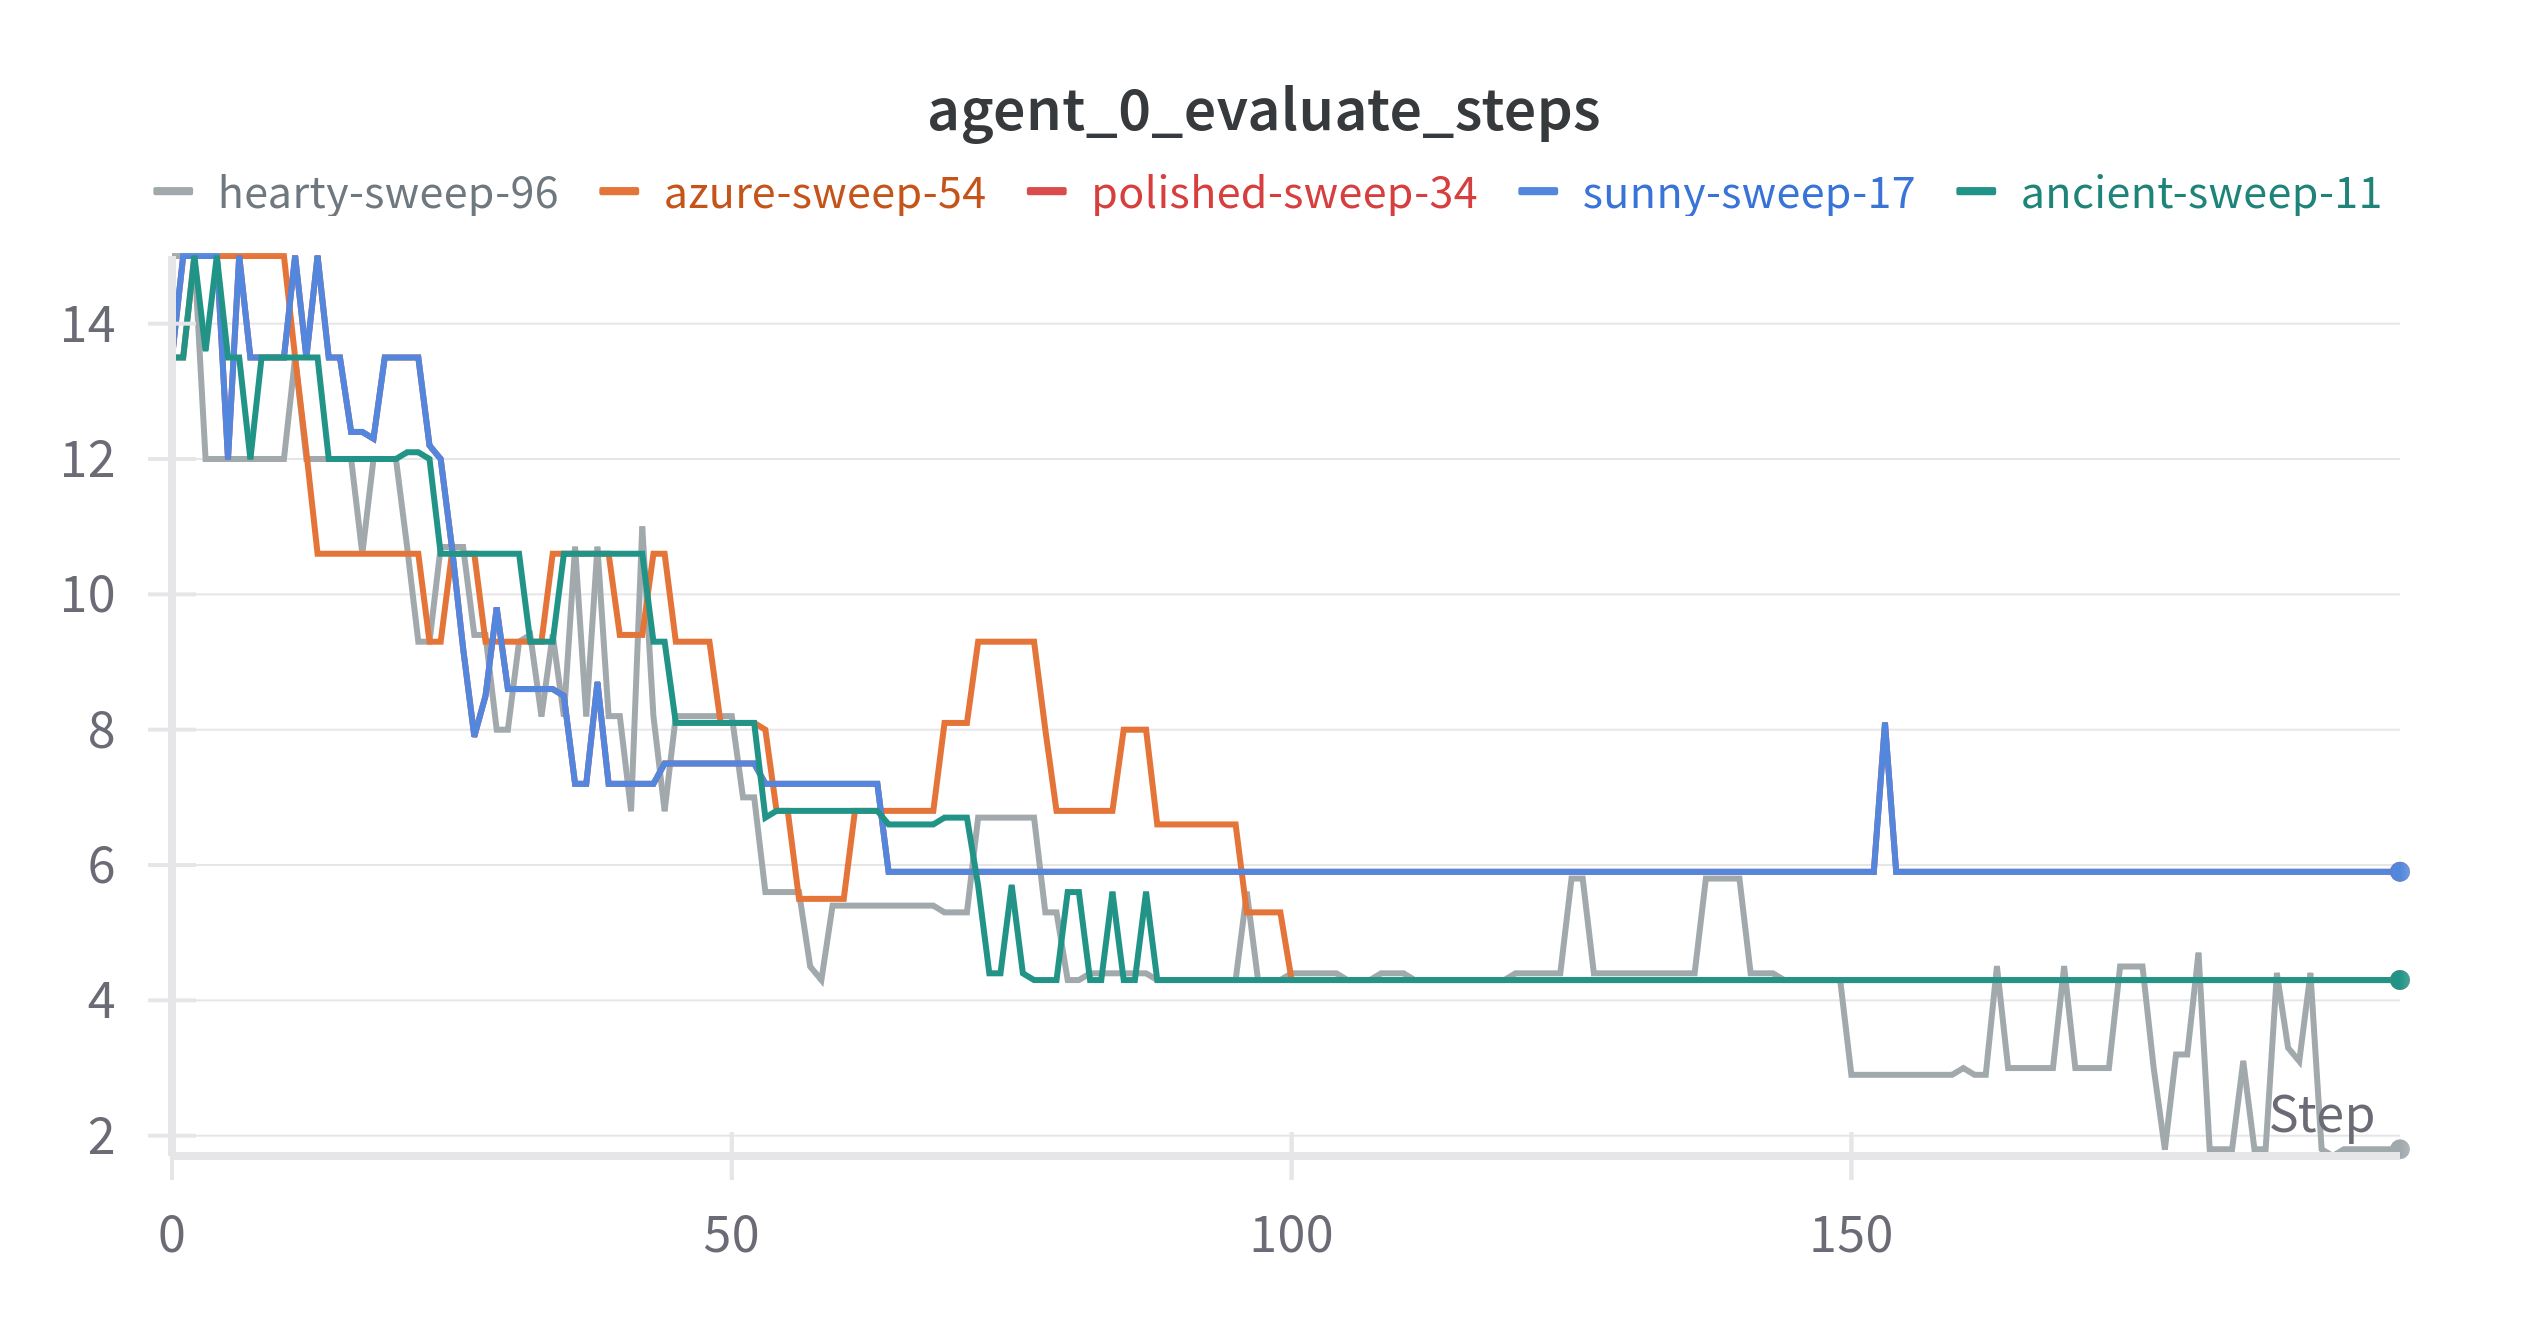 agent_0_evaluate_steps
hearty-sweep-96 azure-sweep-54 polished-sweep-34 sunny-sweep-17 ancient-sweep-11
14
12
10
8
6
4
2
Step
0 50 100 150